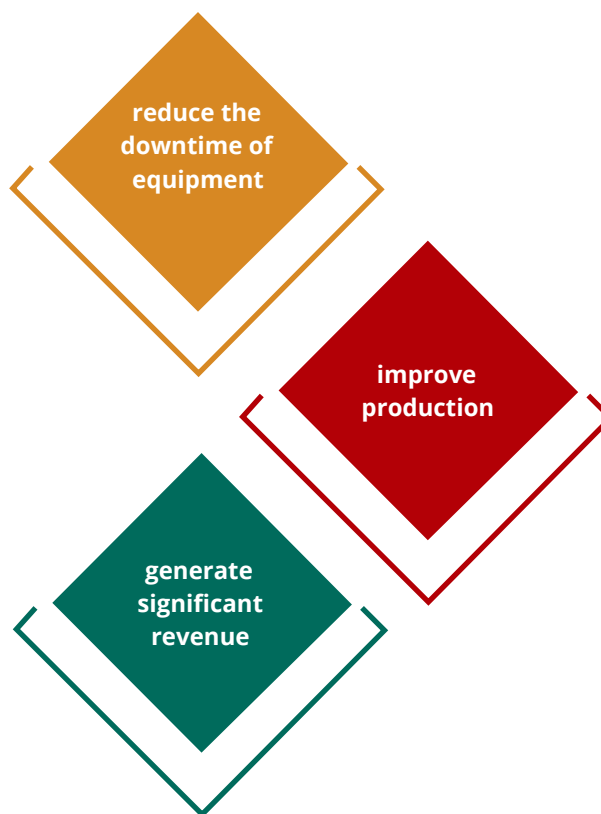 reduce the
downtime of
equipment
improve
production
generate
significant
revenue